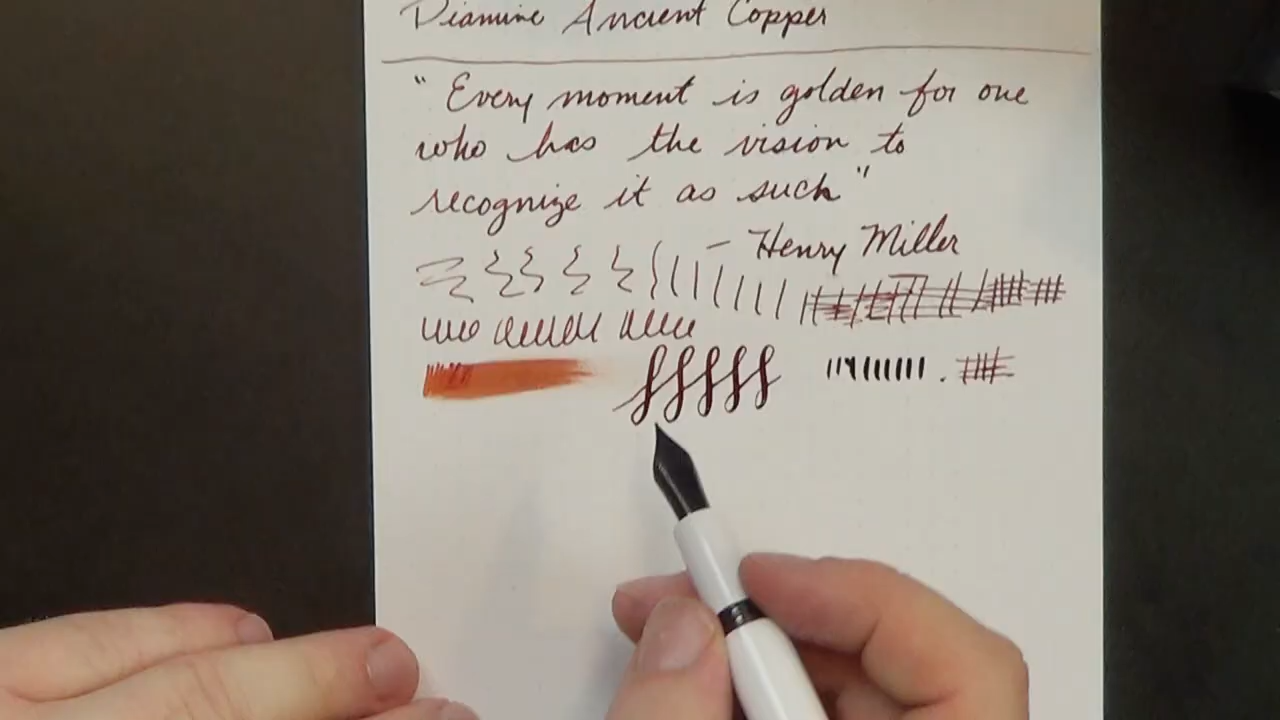 Diamine Ancient Copper
" Every moment is golden for one
who has the vision to
recognize it as such "
- Henry Miller